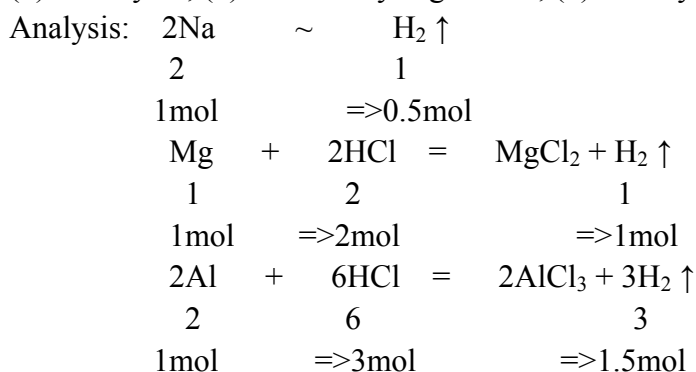 Analysis: 2Na ~ H₂ ↑
2 1
1mol =>0.5mol
Mg + 2HCl = MgCl₂ + H₂ ↑
1 2 1
1mol =>2mol =>1mol
2Al + 6HCl = 2AlCl₃ + 3H₂ ↑
2 6 3
1mol =>3mol =>1.5mol